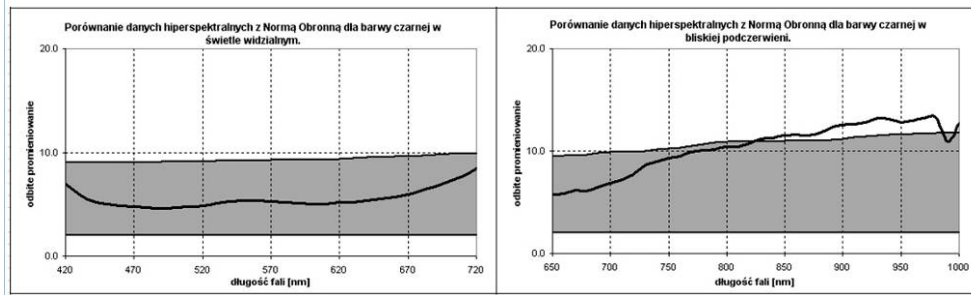 Porównanie danych hiperspektralnych z Normą Obronną dla barwy czarnej w
świetle widzialnym.
20.0
10.0
0.0
odbite promieniowanie
420 470 520 570 620 670 720
długość fali [nm]
Porównanie danych hiperspektralnych z Normą Obronną dla barwy czarnej w
bliskiej podczerwieni.
20.0
10.0
0.0
odbite promieniowanie
650 700 750 800 850 900 950 1000
długość fali [nm]